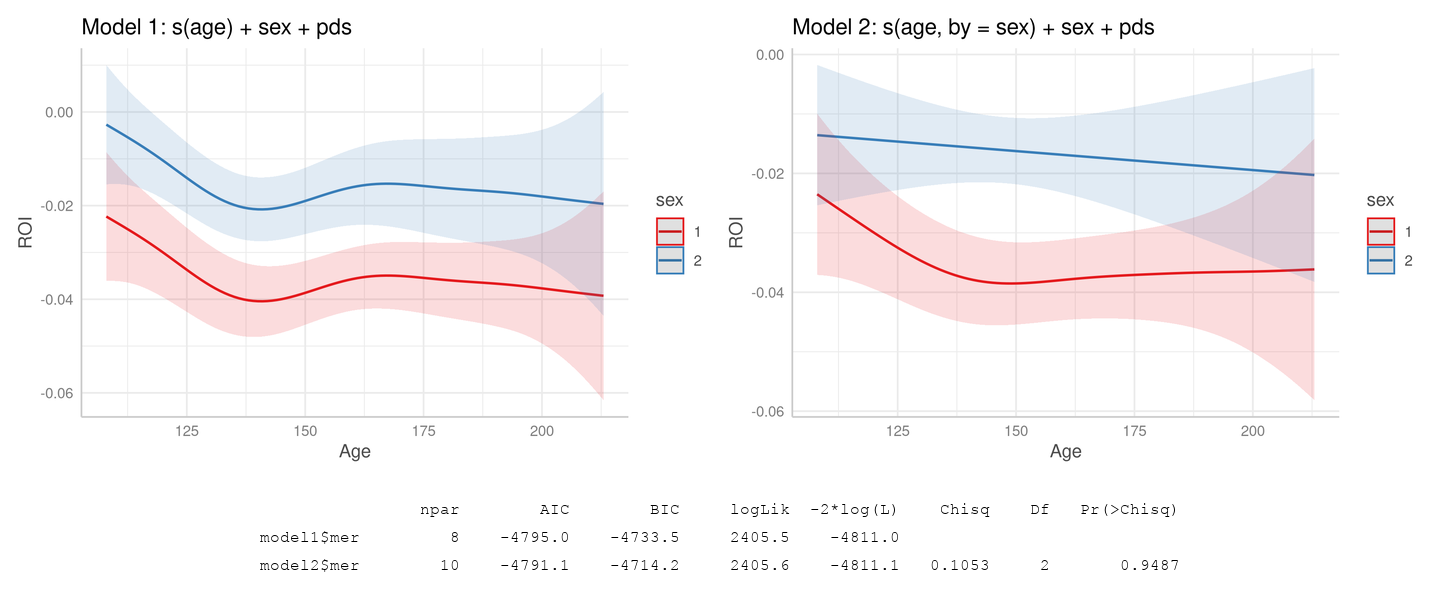 Model 1: s(age) + sex + pds
0.00
-0.02
-0.04
-0.06
ROI
125 150 175 200
Age
sex
1
2
Model 2: s(age, by = sex) + sex + pds
0.00
-0.02
-0.04
-0.06
ROI
125 150 175 200
Age
sex
1
2
npar AIC BIC logLik -2*log(L) Chisq Df Pr(>Chisq)
model1$mer 8 -4795.0 -4733.5 2405.5 -4811.0
model2$mer 10 -4791.1 -4714.2 2405.6 -4811.1 0.1053 2 0.9487